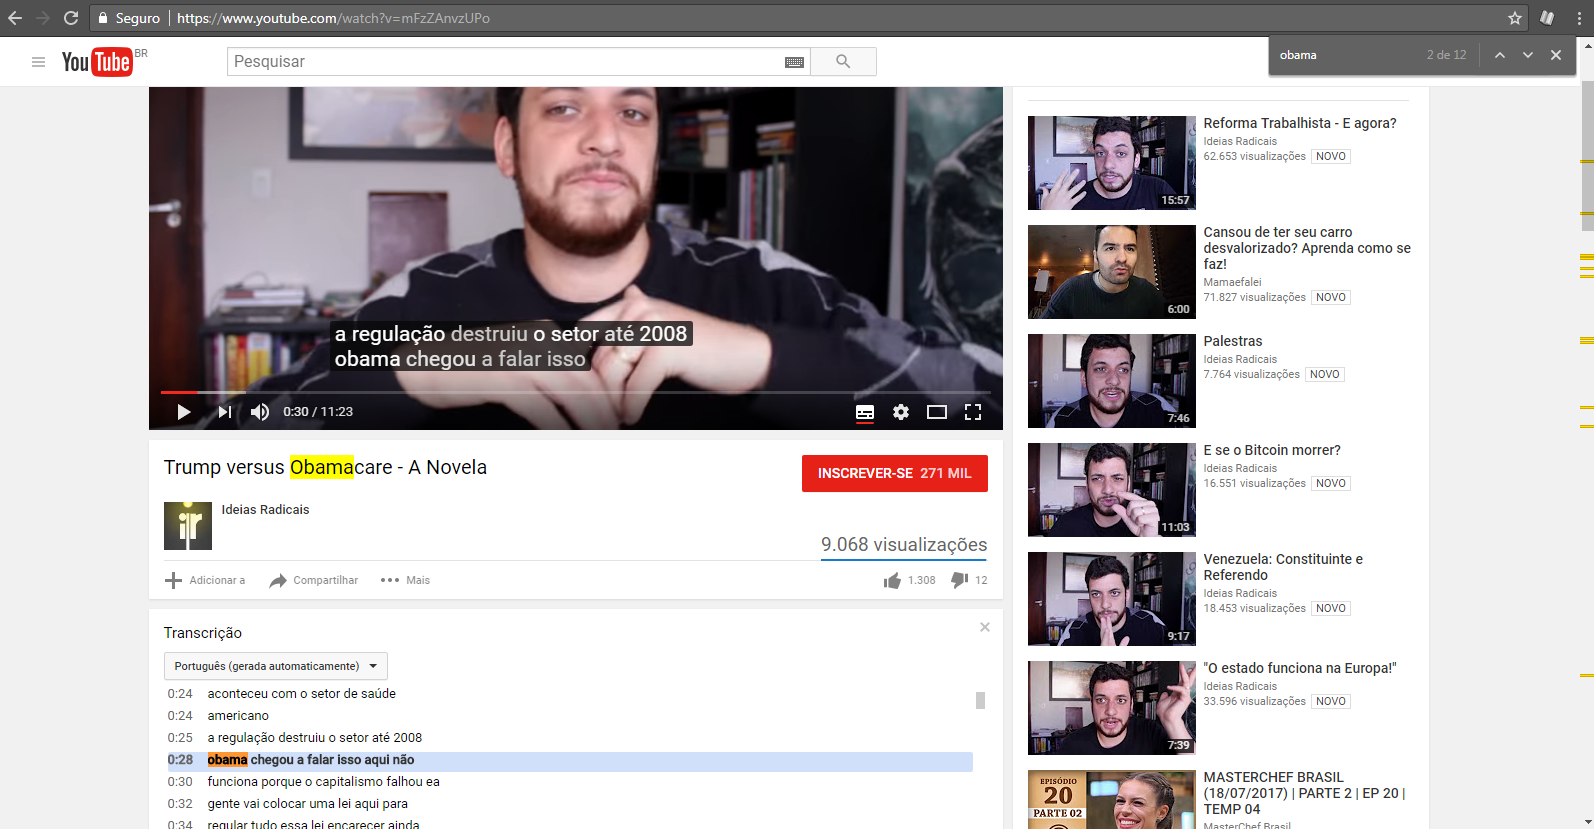 Seguro
https://www.youtube.com/watch?v=mFzZAnvzUPo
obama
2 de 12
YouTube BR
Pesquisar
a regulação destruiu o setor até 2008
obama chegou a falar isso
0:30 / 11:23
Trump versus Obamacare - A Novela
INSCREVER-SE 271 MIL
ir
Ideias Radicais
9.068 visualizações
Adicionar a
Compartilhar
Mais
1.308
12
Transcrição
Português (gerada automaticamente)
0:24 aconteceu com o setor de saúde
0:24 americano
0:25 a regulação destruiu o setor até 2008
0:28 obama chegou a falar isso aqui não
0:30 funciona porque o capitalismo falhou ea
0:32 gente vai colocar uma lei aqui para
0:34 regular tudo essa lei encarecer ainda
15:57
Reforma Trabalhista - E agora?
Ideias Radicais
62.653 visualizações NOVO
6:00
Cansou de ter seu carro
desvalorizado? Aprenda como se
faz!
Mamaefalei
71.827 visualizações NOVO
7:46
Palestras
Ideias Radicais
7.764 visualizações NOVO
11:03
E se o Bitcoin morrer?
Ideias Radicais
16.551 visualizações NOVO
9:17
Venezuela: Constituinte e
Referendo
Ideias Radicais
18.453 visualizações NOVO
7:39
"O estado funciona na Europa!"
Ideias Radicais
33.596 visualizações NOVO
EPISÓDIO
20
PARTE 02
MASTERCHEF BRASIL
(18/07/2017) | PARTE 2 | EP 20 |
TEMP 04
MasterChef Brasil